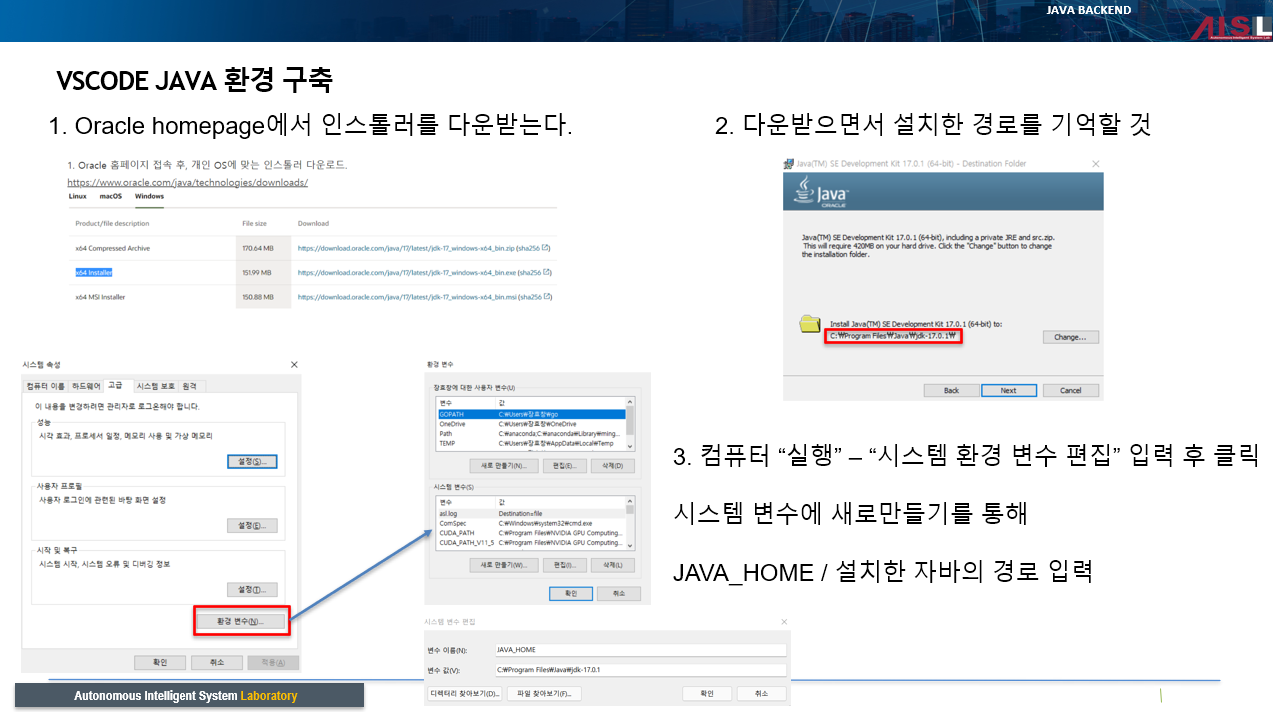 JAVA BACKEND
AISL
Autonomous Intelligent System Lab
VSCODE JAVA 환경 구축
1. Oracle homepage에서 인스톨러를 다운받는다.
1. Oracle 홈페이지 접속 후, 개인 OS에 맞는 인스톨러 다운로드.
https://www.oracle.com/java/technologies/downloads/
Linux macOS Windows
Product/file description File size Download
x64 Compressed Archive 170.64 MB https://download.oracle.com/java/17/latest/jdk-17_windows-x64_bin.zip (sha256)
x64 Installer 151.99 MB https://download.oracle.com/java/17/latest/jdk-17_windows-x64_bin.exe (sha256)
x64 MSI Installer 150.88 MB https://download.oracle.com/java/17/latest/jdk-17_windows-x64_bin.msi (sha256)
2. 다운받으면서 설치한 경로를 기억할 것
Java(TM) SE Development Kit 17.0.1 (64-bit) - Destination Folder
Java
ORACLE
Java(TM) SE Development Kit 17.0.1 (64-bit), including a private JRE and src.zip.
This will require 420MB on your hard drive. Click the "Change" button to change
the installation folder.
Install Java(TM) SE Development Kit 17.0.1 (64-bit) to:
C:₩Program Files₩Java₩jdk-17.0.1₩
Change...
Back Next Cancel
시스템 속성
컴퓨터 이름 하드웨어 고급 시스템 보호 원격
이 내용을 변경하려면 관리자로 로그온해야 합니다.
성능
시각 효과, 프로세서 일정, 메모리 사용 및 가상 메모리
설정(S)...
사용자 프로필
사용자 로그인에 관련된 바탕 화면 설정
설정(E)...
시작 및 복구
시스템 시작, 시스템 오류 및 디버깅 정보
설정(T)...
환경 변수(N)...
확인 취소 적용(A)
환경 변수
장효창에 대한 사용자 변수(U)
변수 값
GOPATH C:₩Users₩장효창₩go
OneDrive C:₩Users₩장효창₩OneDrive
Path C:₩anaconda;C:₩anaconda₩Library₩ming...
TEMP C:₩Users₩장효창₩AppData₩Local₩Temp
새로 만들기(N)... 편집(E)... 삭제(D)
시스템 변수(S)
변수 값
asl.log Destination=file
ComSpec C:₩Windows₩system32₩cmd.exe
CUDA_PATH C:₩Program Files₩NVIDIA GPU Computing...
CUDA_PATH_V11_5 C:₩Program Files₩NVIDIA GPU Computing...
새로 만들기(W)... 편집(I)... 삭제(L)
확인 취소
시스템 변수 편집
변수 이름(N): JAVA_HOME
변수 값(V): C:₩Program Files₩Java₩jdk-17.0.1
디렉터리 찾아보기(D)... 파일 찾아보기(F)... 확인 취소
3. 컴퓨터 “실행” – “시스템 환경 변수 편집” 입력 후 클릭
시스템 변수에 새로만들기를 통해
JAVA_HOME / 설치한 자바의 경로 입력
Autonomous Intelligent System Laboratory